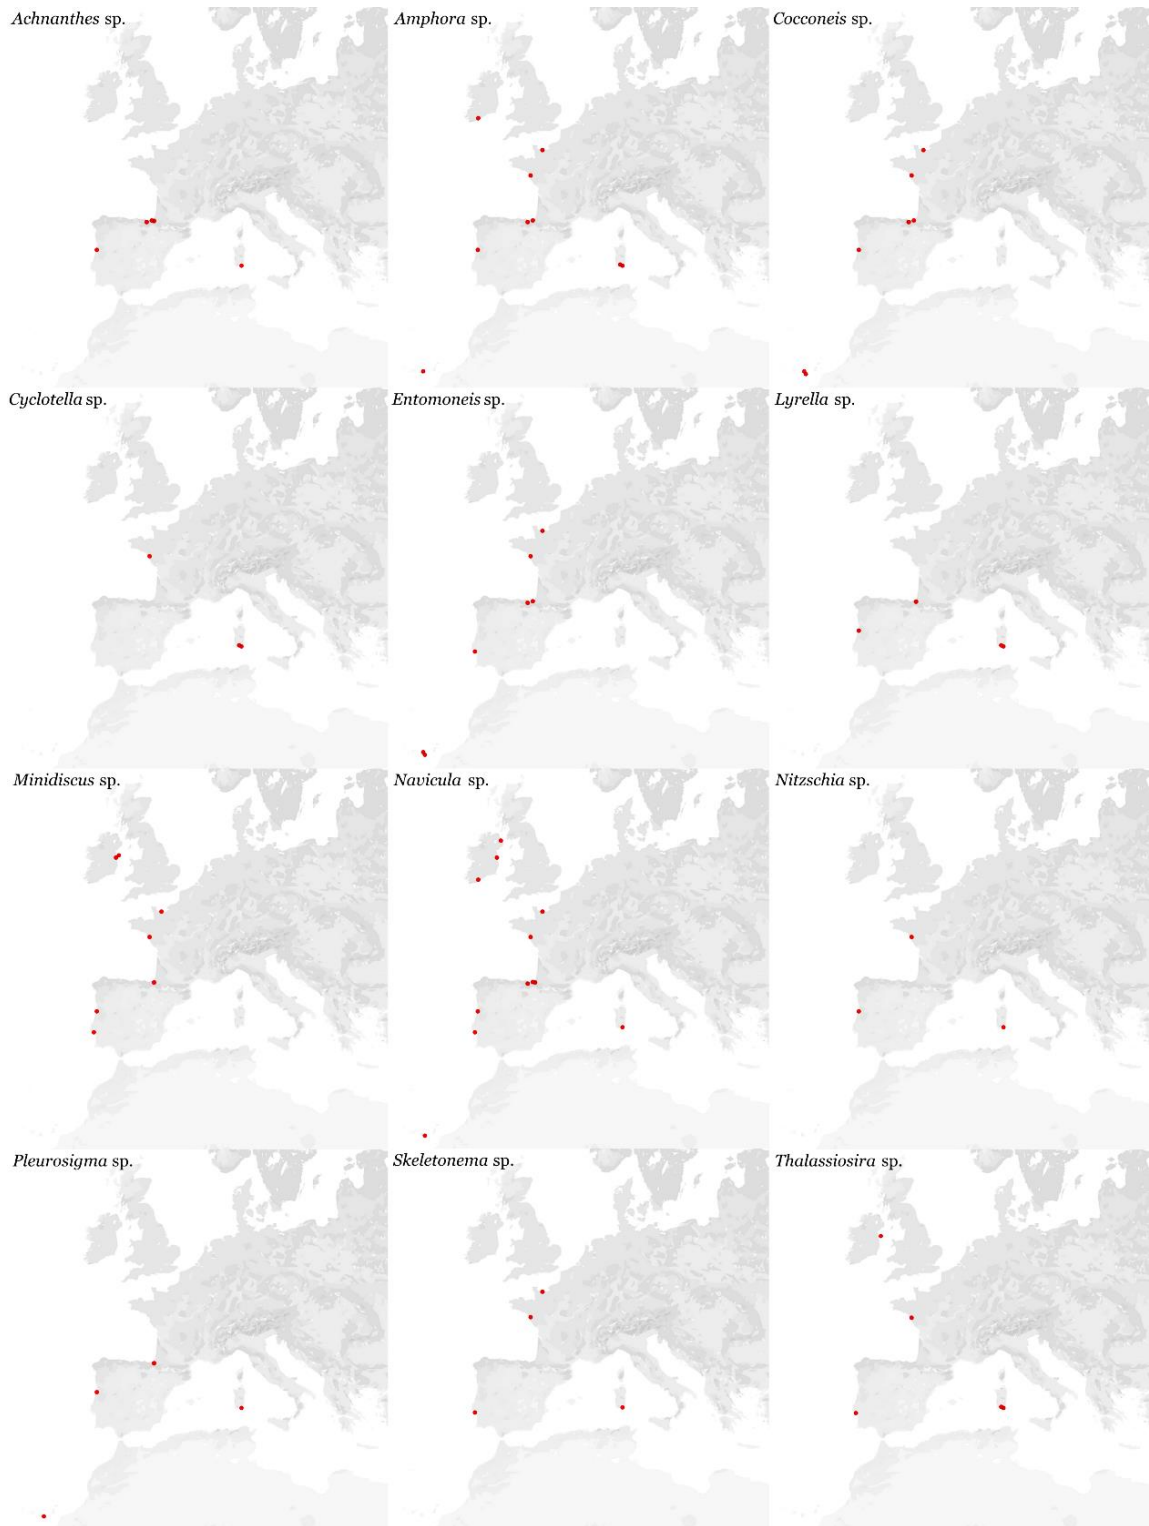 Achnanthes sp.
Amphora sp.
Cocconeis sp.
Cyclotella sp.
Entomoneis sp.
Lyrella sp.
Minidiscus sp.
Navicula sp.
Nitzschia sp.
Pleurosigma sp.
Skeletonema sp.
Thalassiosira sp.